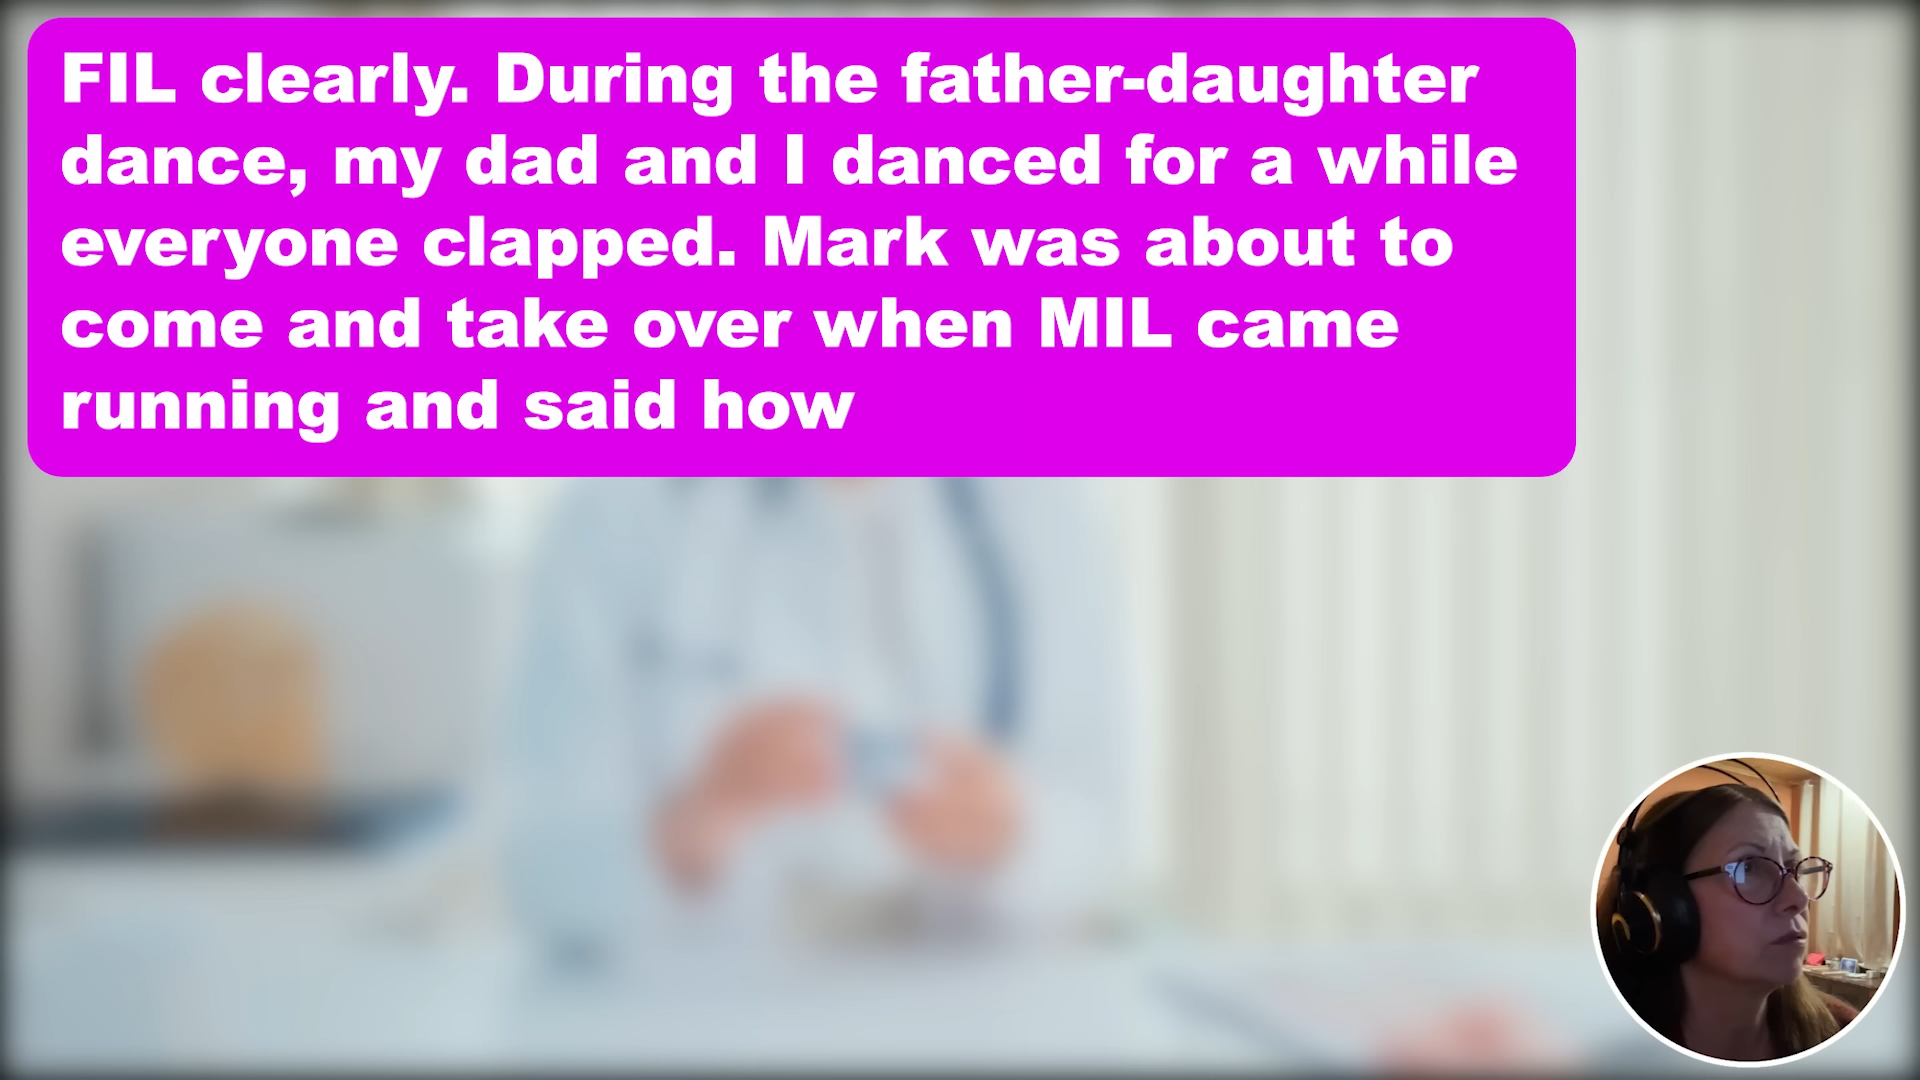 FIL clearly. During the father-daughter
dance, my dad and I danced for a while
everyone clapped. Mark was about to
come and take over when MIL came
running and said how